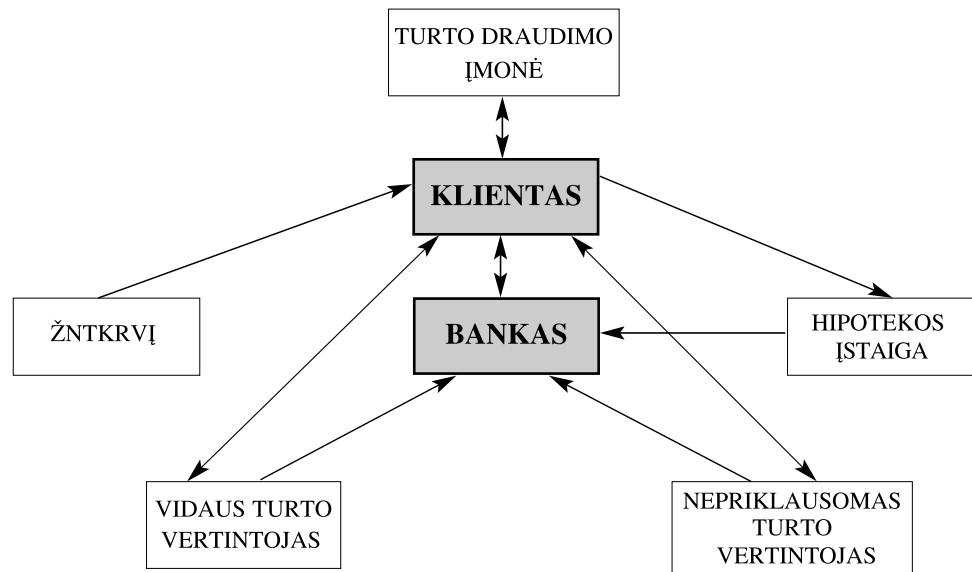 TURTO DRAUDIMO
ĮMONĖ
KLIENTAS
ŽNTKRVĮ
BANKAS
HIPOTEKOS
ĮSTAIGA
VIDAUS TURTO
VERTINTOJAS
NEPRIKLAUSOMAS
TURTO
VERTINTOJAS